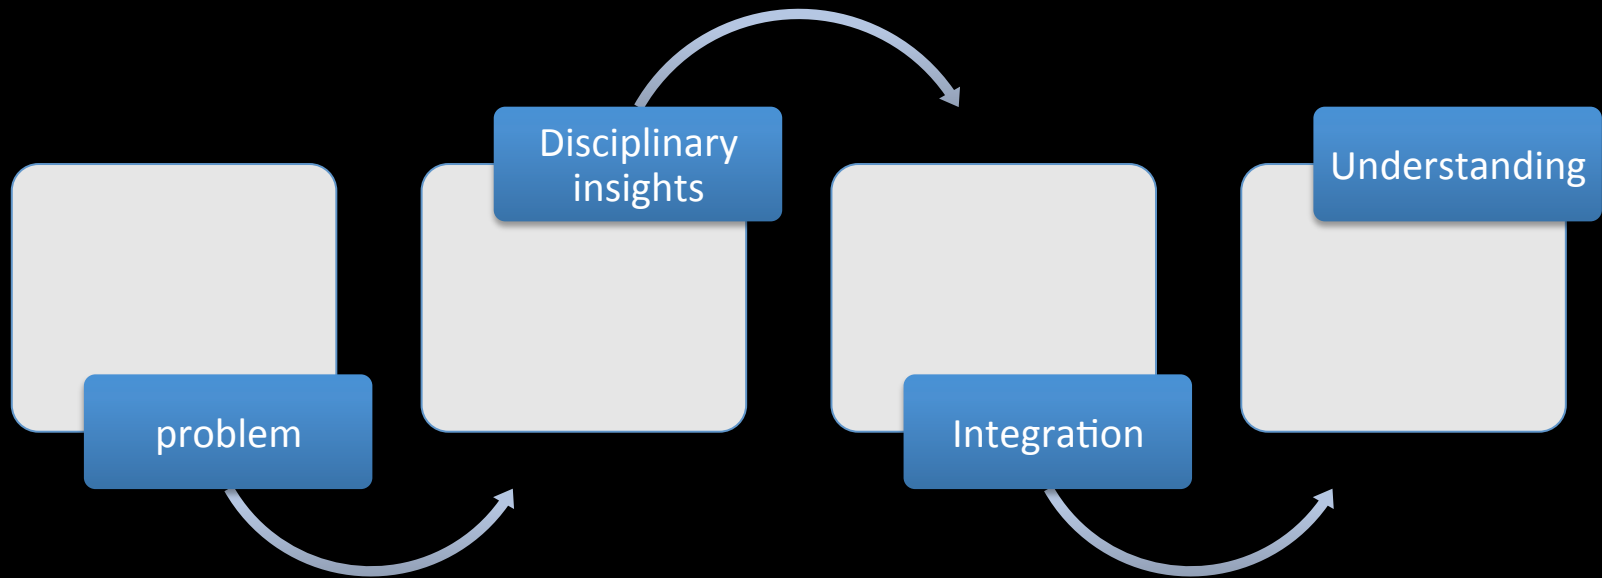 problem
Disciplinary
insights
Integration
Understanding